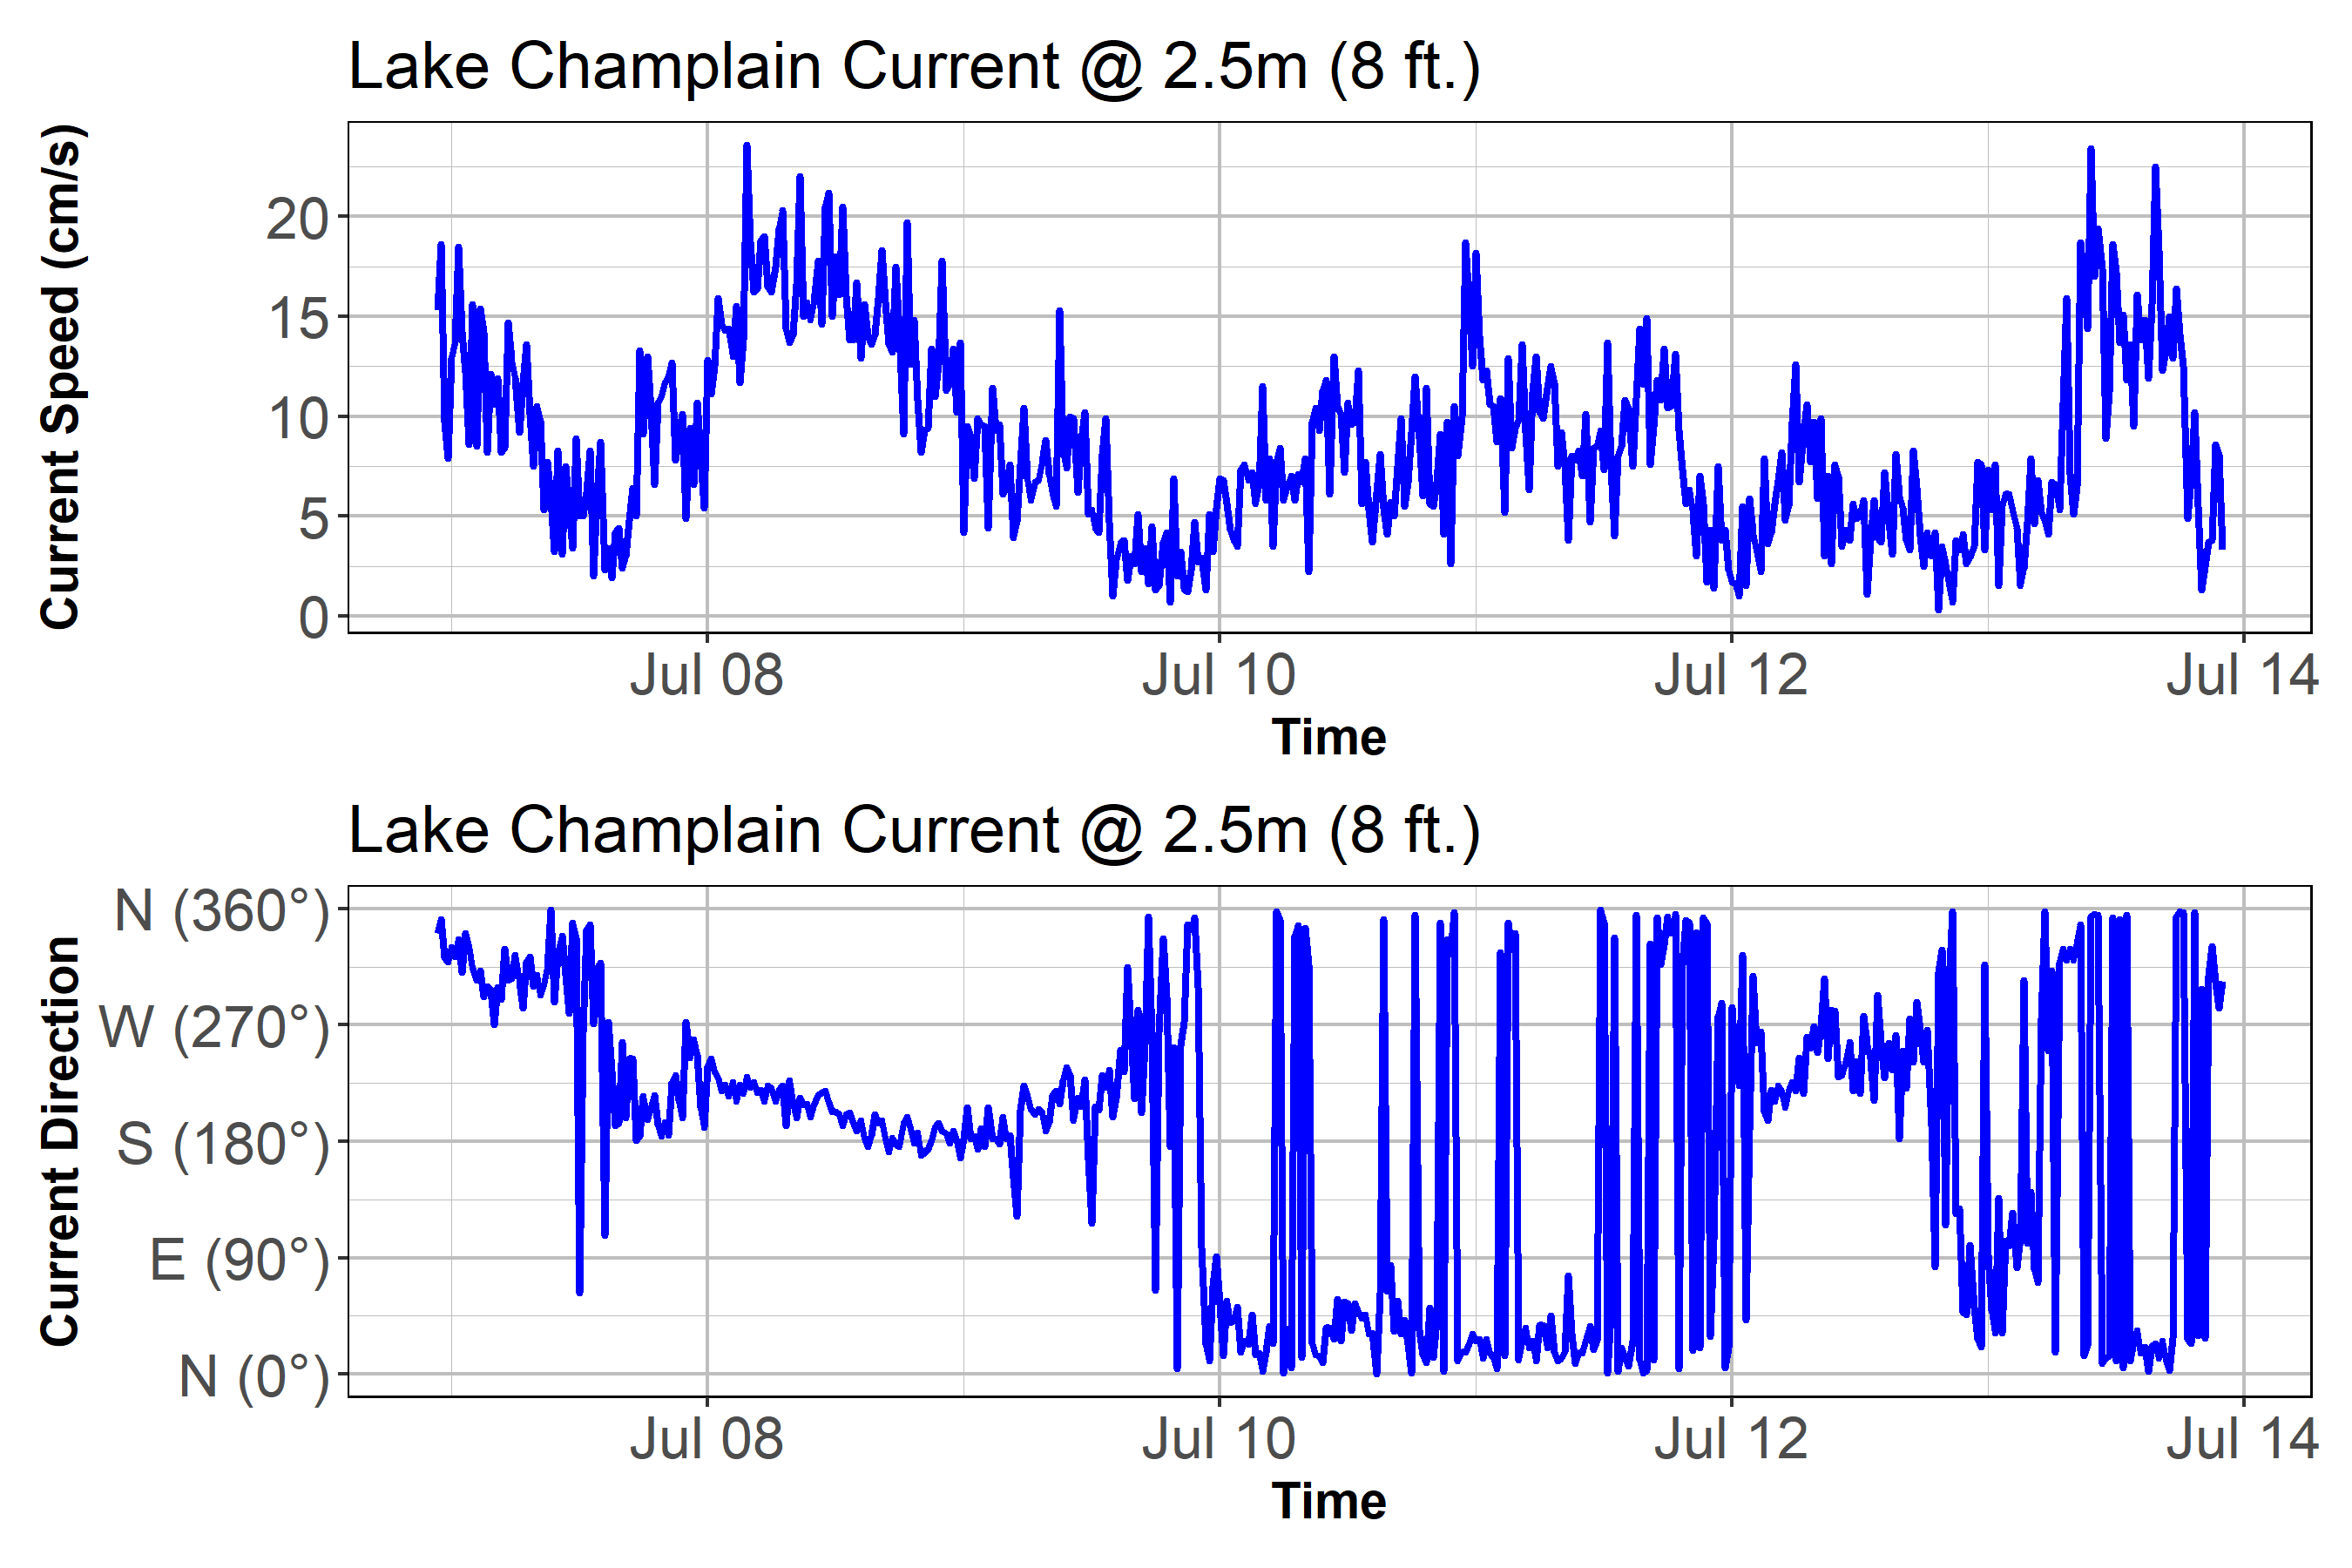 Lake Champlain Current @ 2.5m (8 ft.)
Current Speed (cm/s)
20
15
10
5
0
Jul 08 Jul 10 Jul 12 Jul 14
Time
Lake Champlain Current @ 2.5m (8 ft.)
Current Direction
N (360°)
W (270°)
S (180°)
E (90°)
N (0°)
Jul 08 Jul 10 Jul 12 Jul 14
Time